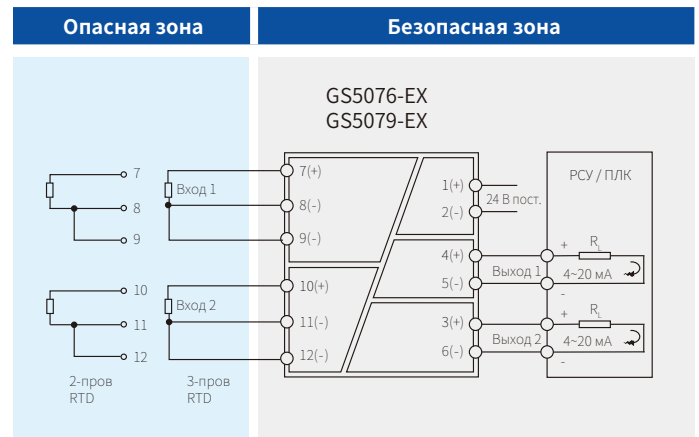 Опасная зона
Безопасная зона
GS5076-EX
GS5079-EX
7
8
9
Вход 1
7(+)
8(-)
9(-)
1(+)
2(-)
24 В пост.
РСУ / ПЛК
4(+)
5(-)
Выход 1
+
R_L
4~20 мА
-
10
11
12
Вход 2
10(+)
11(-)
12(-)
3(+)
6(-)
Выход 2
+
R_L
4~20 мА
-
2-пров
RTD
3-пров
RTD